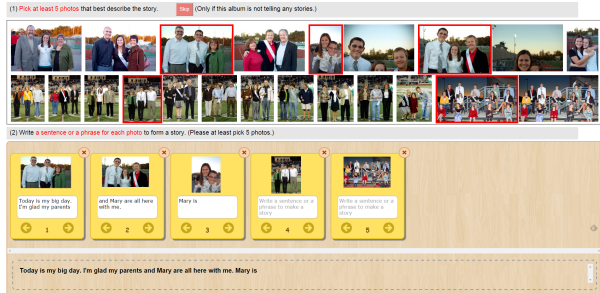 (1) Pick at least 5 photos that best describe the story. Skip (Only if this album is not telling any stories.)
(2) Write a sentence or a phrase for each photo to form a story. (Please at least pick 5 photos.)
Today is my big day. I'm glad my parents
1
and Mary are all here with me.
2
Mary is
3
Write a sentence or a phrase to make a story
4
Write a sentence or a phrase to make a story
5
Today is my big day. I'm glad my parents and Mary are all here with me. Mary is